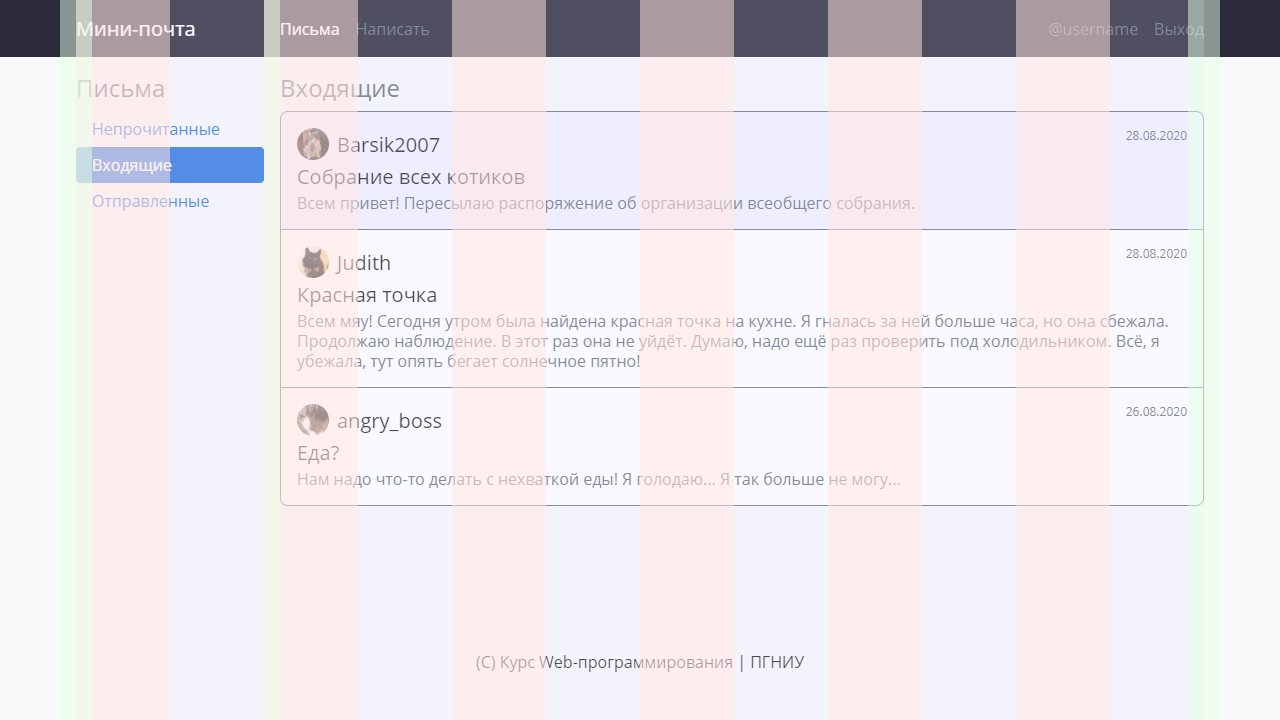 Мини-почта
Письма Написать
@username Выход
Письма
Непрочитанные
Входящие
Отправленные
Входящие
Barsik2007
28.08.2020
Собрание всех котиков
Всем привет! Пересылаю распоряжение об организации всеобщего собрания.
Judith
28.08.2020
Красная точка
Всем мяу! Сегодня утром была найдена красная точка на кухне. Я гналась за ней больше часа, но она сбежала.
Продолжаю наблюдение. В этот раз она не уйдёт. Думаю, надо ещё раз проверить под холодильником. Всё, я
убежала, тут опять бегает солнечное пятно!
angry_boss
26.08.2020
Еда?
Нам надо что-то делать с нехваткой еды! Я голодаю... Я так больше не могу...
(C) Курс Web-программирования | ПГНИУ